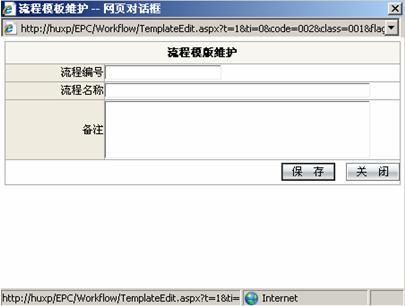 流程模板维护 -- 网页对话框
http://huxp/EPC/Workflow/TemplateEdit.aspx?t=1&ti=0&code=002&class=001&flag
流程模版维护
流程编号
流程名称
备注
保 存 关 闭
http://huxp/EPC/Workflow/TemplateEdit.aspx?t=1&ti= Internet